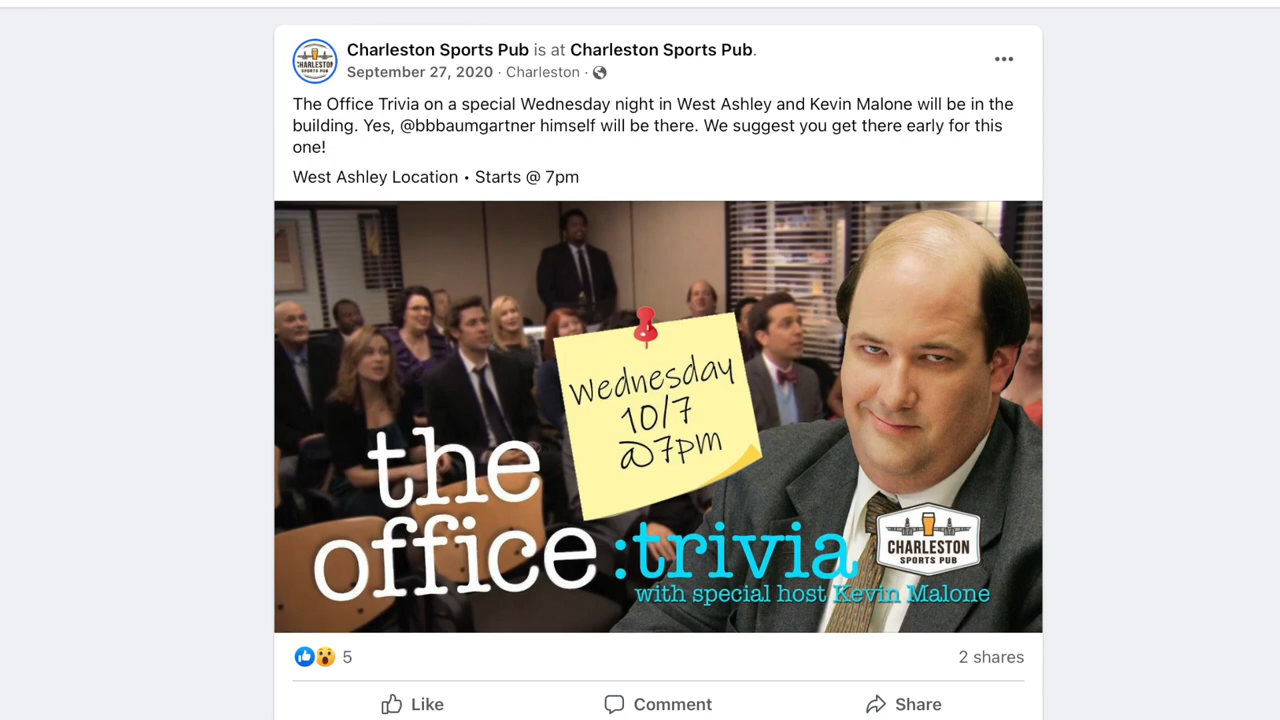 Charleston Sports Pub is at Charleston Sports Pub.
September 27, 2020 · Charleston ·
The Office Trivia on a special Wednesday night in West Ashley and Kevin Malone will be in the
building. Yes, @bbbaumgartner himself will be there. We suggest you get there early for this
one!
West Ashley Location • Starts @ 7pm
Wednesday
10/7
@7pm
the
office :trivia
with special host Kevin Malone
CHARLESTON
SPORTS PUB
5
2 shares
Like
Comment
Share